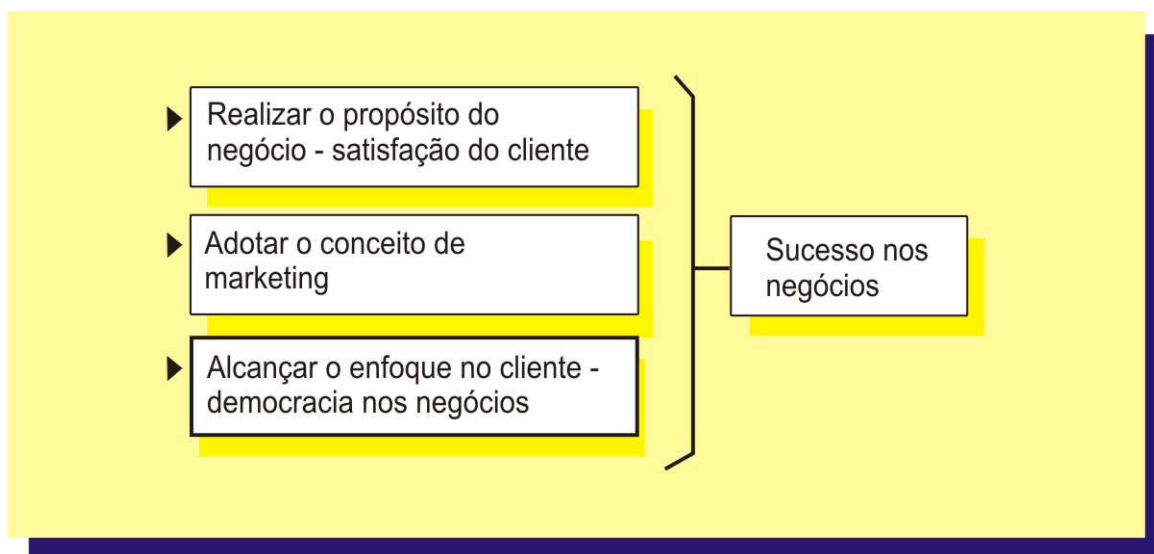 Realizar o propósito do
negócio - satisfação do cliente
Adotar o conceito de
marketing
Alcançar o enfoque no cliente -
democracia nos negócios
Sucesso nos
negócios